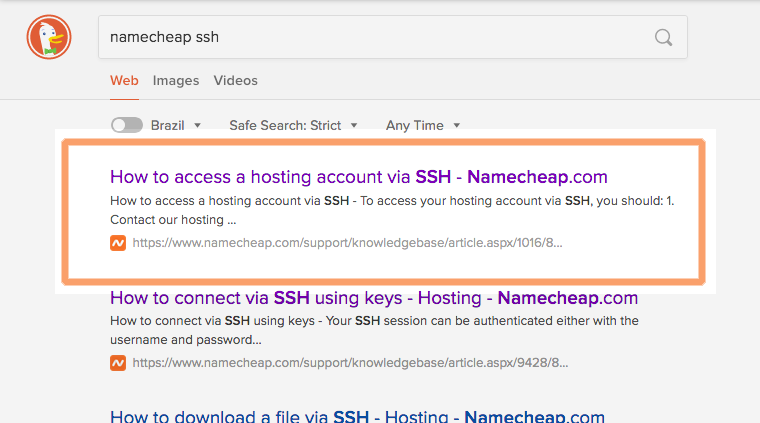 namecheap ssh
Web Images Videos
Brazil Safe Search: Strict Any Time
How to access a hosting account via SSH - Namecheap.com
How to access a hosting account via SSH - To access your hosting account via SSH, you should: 1.
Contact our hosting ...
https://www.namecheap.com/support/knowledgebase/article.aspx/1016/8...
How to connect via SSH using keys - Hosting - Namecheap.com
How to connect via SSH using keys - Your SSH session can be authenticated either with the
username and password...
https://www.namecheap.com/support/knowledgebase/article.aspx/9428/8...
How to download a file via SSH - Hosting - Namecheap.com